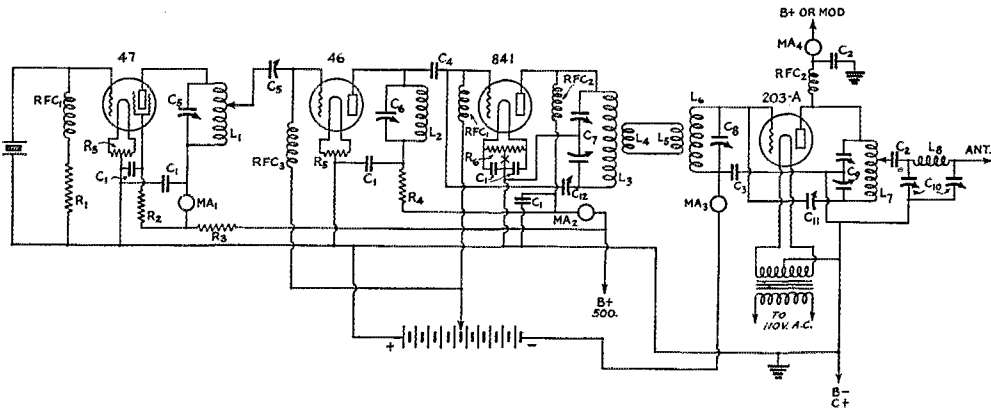 B+ OR MOD
MA4
C2
RFC2
47
46
841
203-A
C4
C5
C5
RFC1
L1
C6
L2
RFC1
RFC2
C7
L4
L5
L6
C8
C9
L7
C2
L8
ANT.
C10
RFC3
R5
R5
R6
C1
C1
C1
C1
C1
L3
C12
C3
C11
R1
R2
MA1
R3
R4
MA2
MA3
B+
500.
TO
110V. A.C.
+
−
B−
C+